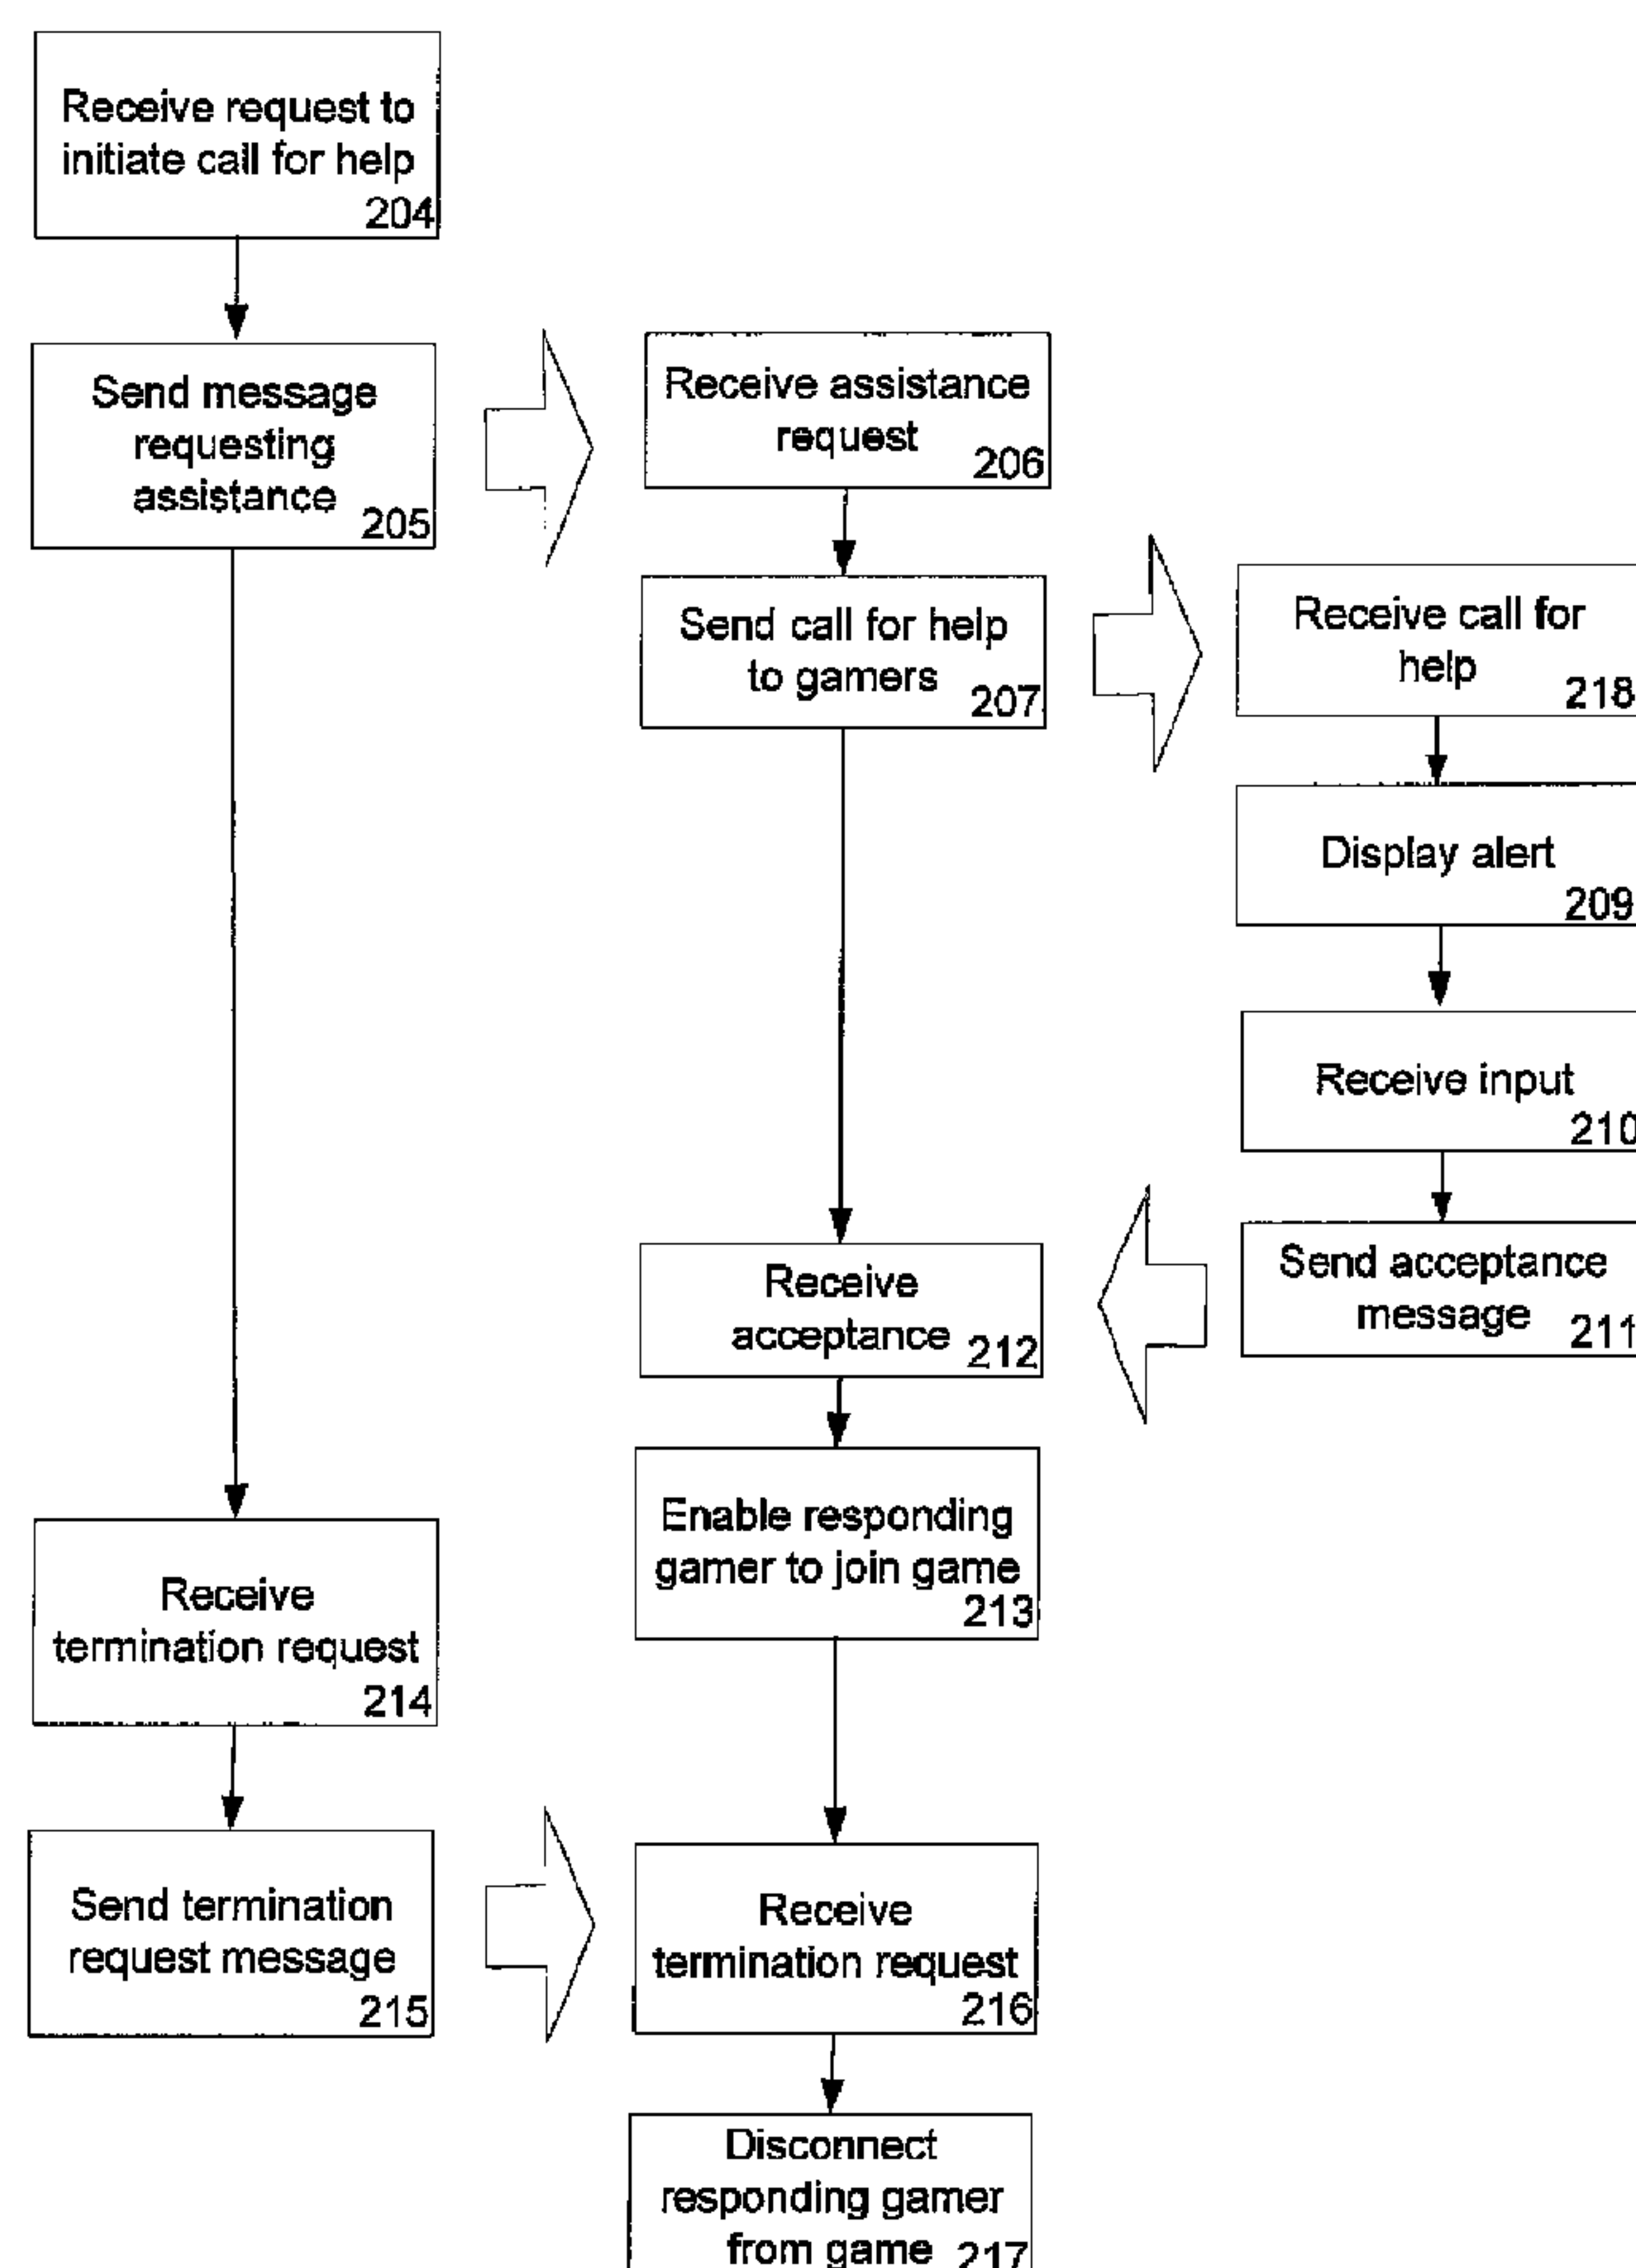 Receive request to
initiate call for help
204
Send message
requesting
assistance
205
Receive assistance
request
206
Send call for help
to gamers
207
Receive call for
help
218
Display alert
209
Receive input
210
Send acceptance
message
211
Receive
acceptance
212
Enable responding
gamer to join game
213
Receive
termination request
214
Send termination
request message
215
Receive
termination request
216
Disconnect
responding gamer
from game
217